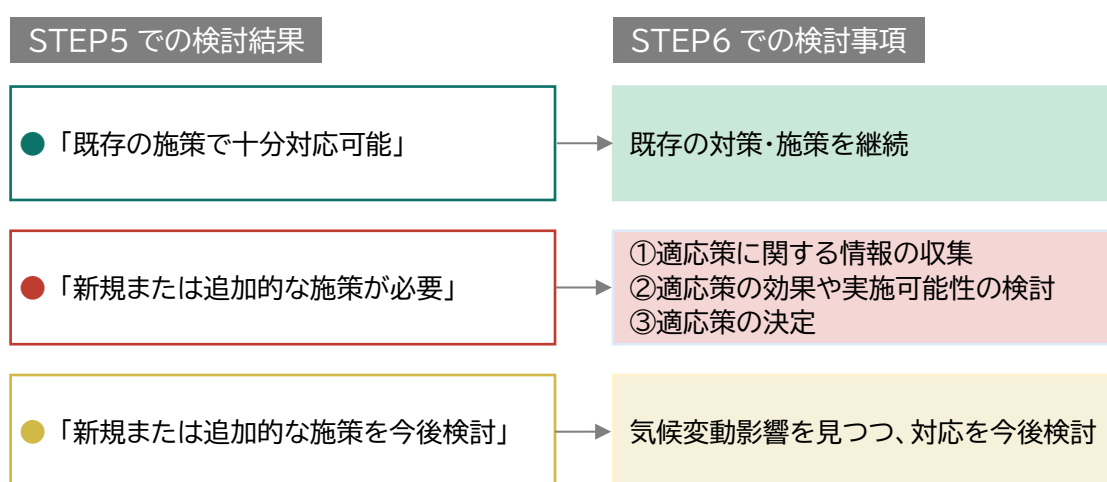 STEP5 での検討結果
STEP6 での検討事項
「既存の施策で十分対応可能」
既存の対策・施策を継続
「新規または追加的な施策が必要」
①適応策に関する情報の収集
②適応策の効果や実施可能性の検討
③適応策の決定
「新規または追加的な施策を今後検討」
気候変動影響を見つつ、対応を今後検討